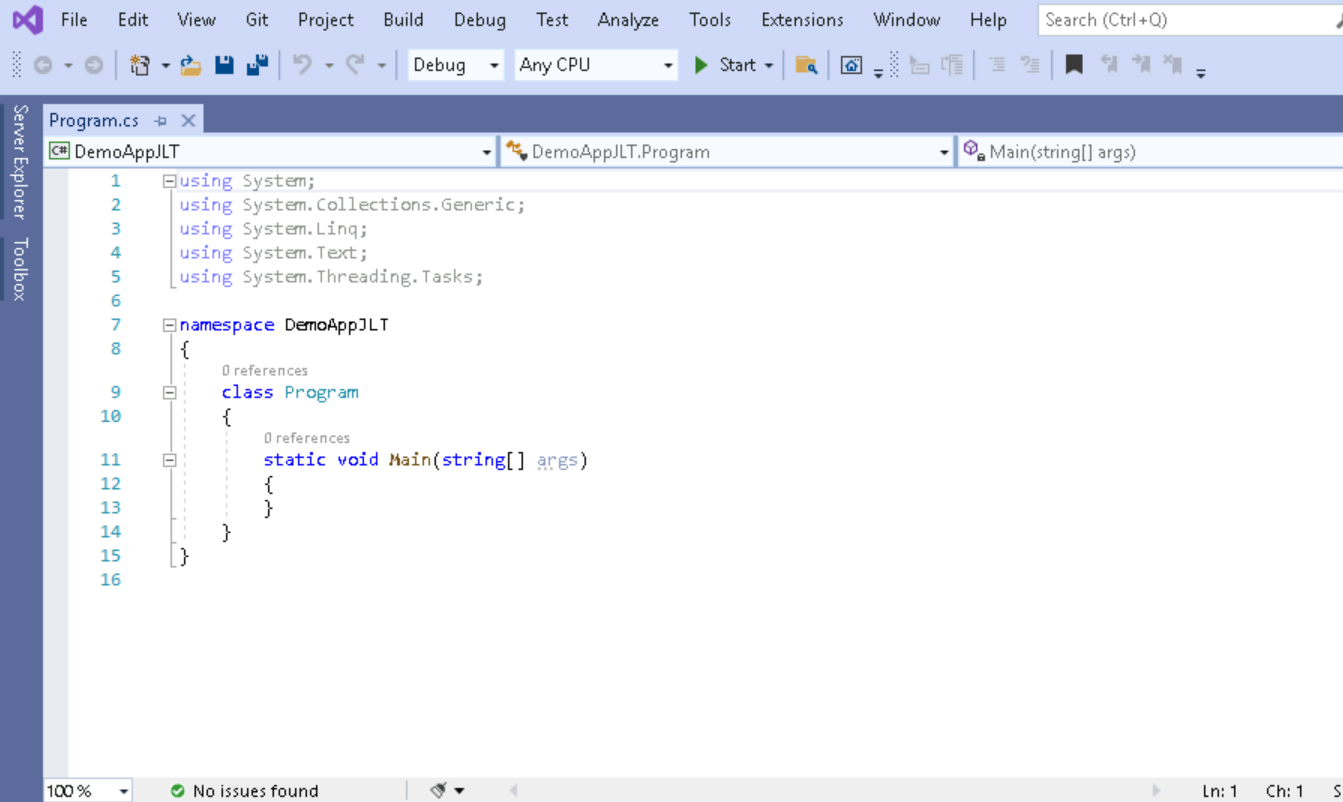 File Edit View Git Project Build Debug Test Analyze Tools Extensions Window Help Search (Ctrl+Q)
Debug Any CPU Start
Server Explorer
Toolbox
Program.cs
C# DemoAppJLT DemoAppJLT.Program Main(string[] args)
1 using System;
2 using System.Collections.Generic;
3 using System.Linq;
4 using System.Text;
5 using System.Threading.Tasks;
6
7 namespace DemoAppJLT
8 {
0 references
9 class Program
10 {
0 references
11 static void Main(string[] args)
12 {
13 }
14 }
15 }
16
100 % No issues found Ln: 1 Ch: 1 S